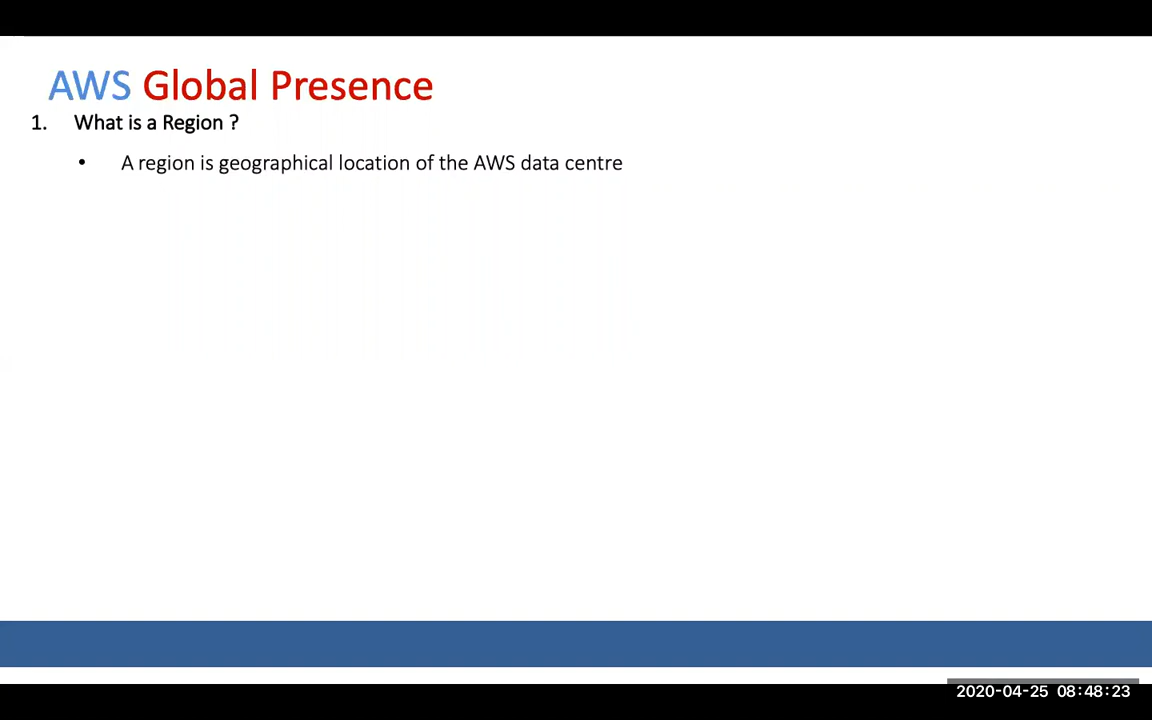 AWS Global Presence
1. What is a Region ?
• A region is geographical location of the AWS data centre
2020-04-25 08:48:23